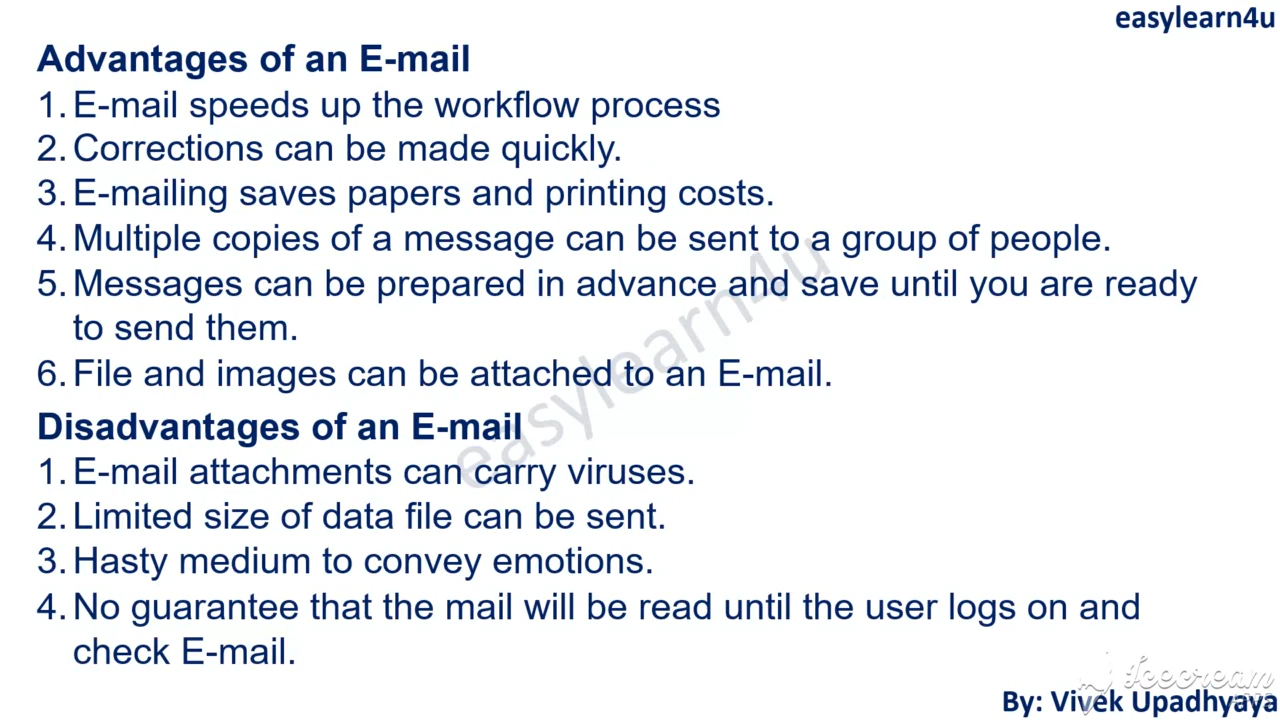 easylearn4u
Advantages of an E-mail
1. E-mail speeds up the workflow process
2. Corrections can be made quickly.
3. E-mailing saves papers and printing costs.
4. Multiple copies of a message can be sent to a group of people.
5. Messages can be prepared in advance and save until you are ready
to send them.
6. File and images can be attached to an E-mail.
easylearn4u
Disadvantages of an E-mail
1. E-mail attachments can carry viruses.
2. Limited size of data file can be sent.
3. Hasty medium to convey emotions.
4. No guarantee that the mail will be read until the user logs on and
check E-mail.
Icecream
APPS
By: Vivek Upadhyaya